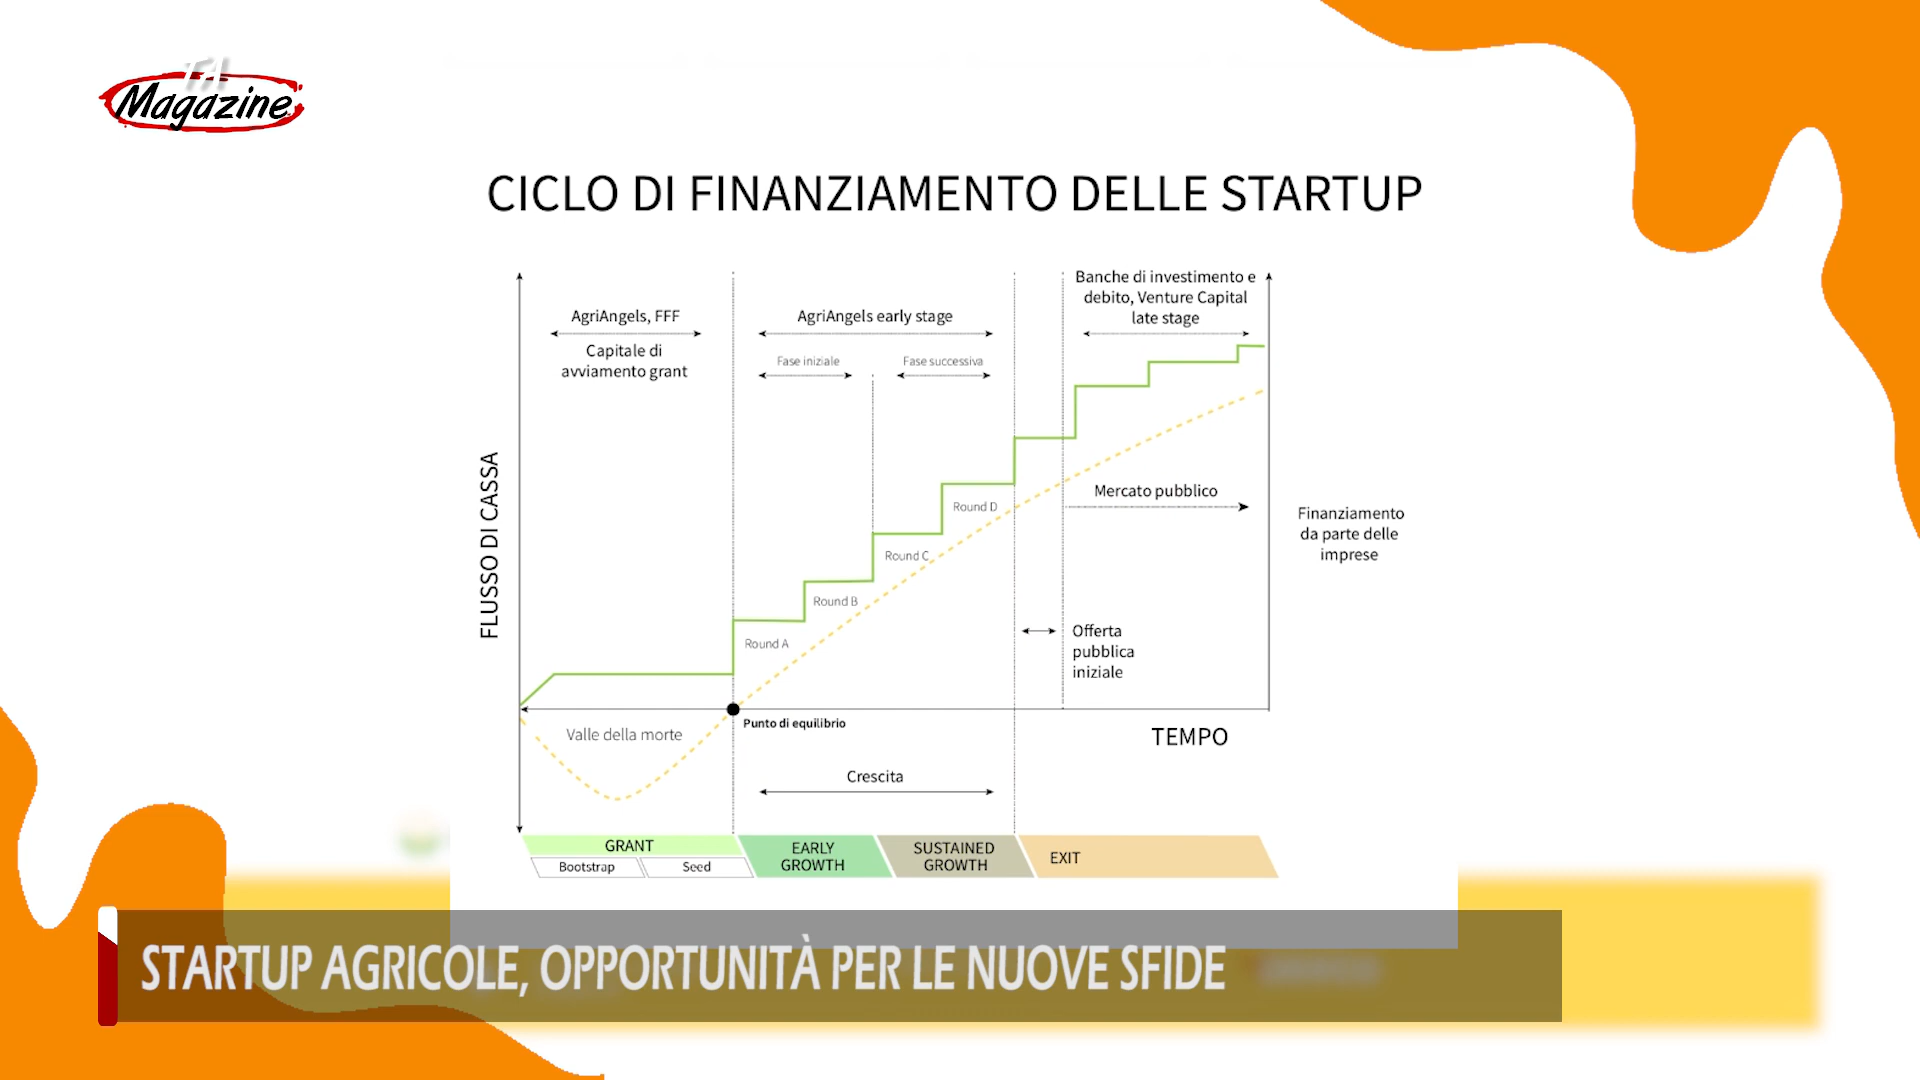 TA
Magazine
CICLO DI FINANZIAMENTO DELLE STARTUP
AgriAngels, FFF
Capitale di
avviamento grant
AgriAngels early stage
Fase iniziale
Fase successiva
Banche di investimento e
debito, Venture Capital
late stage
FLUSSO DI CASSA
Round A
Round B
Round C
Round D
Mercato pubblico
Finanziamento
da parte delle
imprese
Offerta
pubblica
iniziale
Valle della morte
Punto di equilibrio
TEMPO
Crescita
GRANT
Bootstrap
Seed
EARLY
GROWTH
SUSTAINED
GROWTH
EXIT
STARTUP AGRICOLE, OPPORTUNITÀ PER LE NUOVE SFIDE